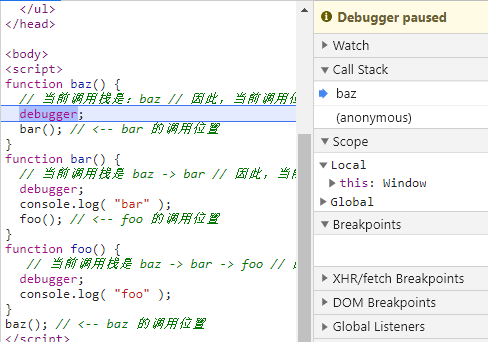 </ul>
</head>
<body>
<script>
function baz() {
// 当前调用栈是：baz // 因此，当前调用位
debugger;
bar(); // <-- bar 的调用位置
}
function bar() {
// 当前调用栈是 baz -> bar // 因此，当前
debugger;
console.log( "bar" );
foo(); // <-- foo 的调用位置
}
function foo() {
// 当前调用栈是 baz -> bar -> foo //
debugger;
console.log( "foo" );
}
baz(); // <-- baz 的调用位置
</script>
Debugger paused
Watch
Call Stack
baz
(anonymous)
Scope
Local
this: Window
Global
Breakpoints
XHR/fetch Breakpoints
DOM Breakpoints
Global Listeners